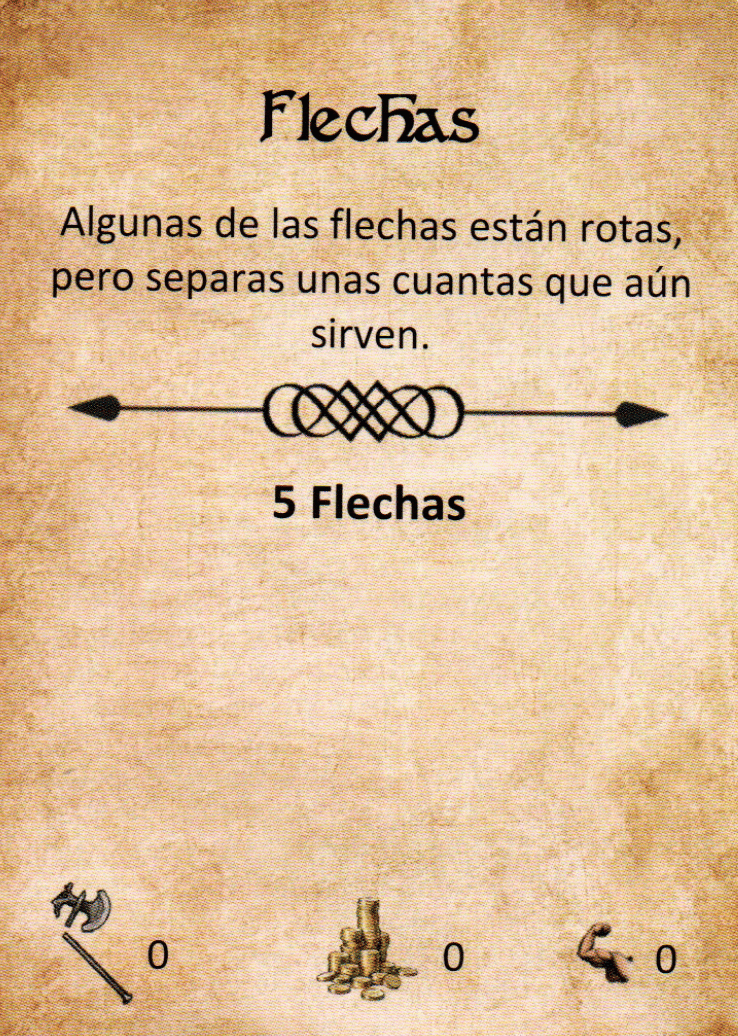 Flechas
Algunas de las flechas están rotas,
pero separas unas cuantas que aún
sirven.
5 Flechas
0 0 0